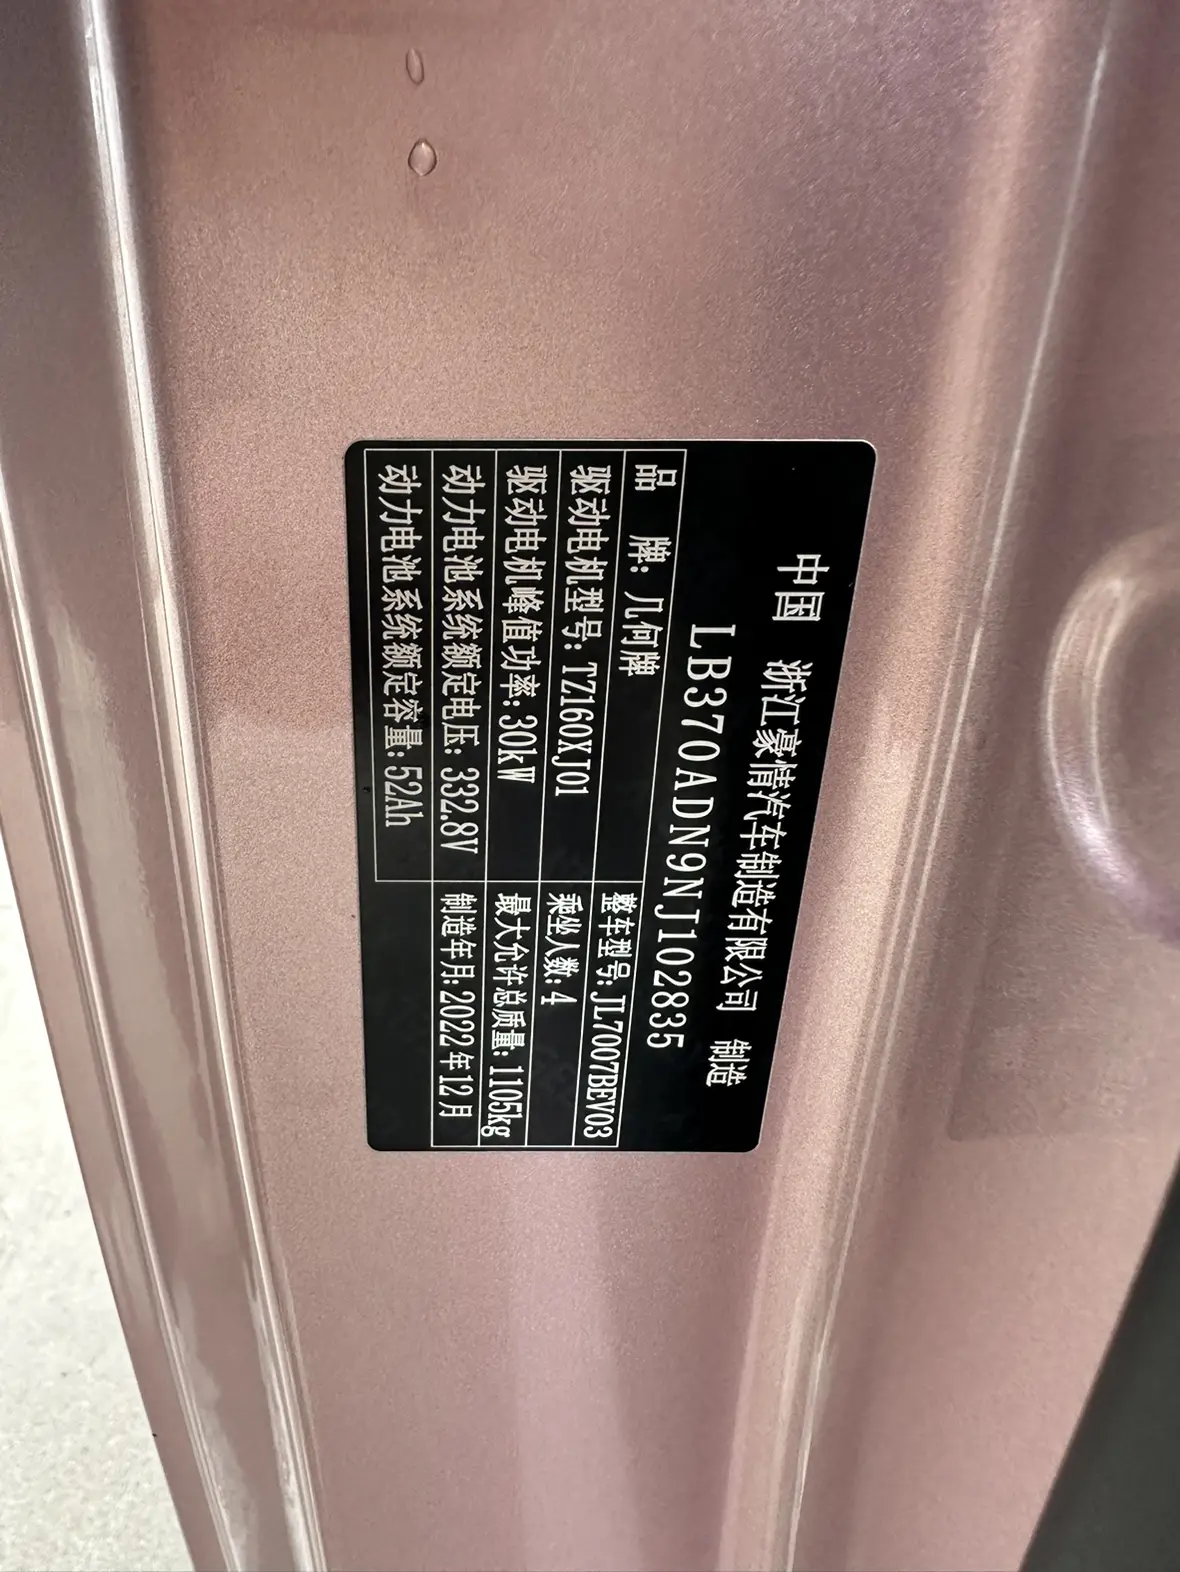 中国 浙江豪情汽车制造有限公司 制造
LB370ADN9NJ102835
品 牌: 几何牌 整车型号: JL7007BEV03
驱动电机型号: TZ160XJ01 乘坐人数: 4
驱动电机峰值功率: 30kW 最大允许总质量: 1105kg
动力电池系统额定电压: 332.8V 制造年月: 2022年12月
动力电池系统额定容量: 52Ah